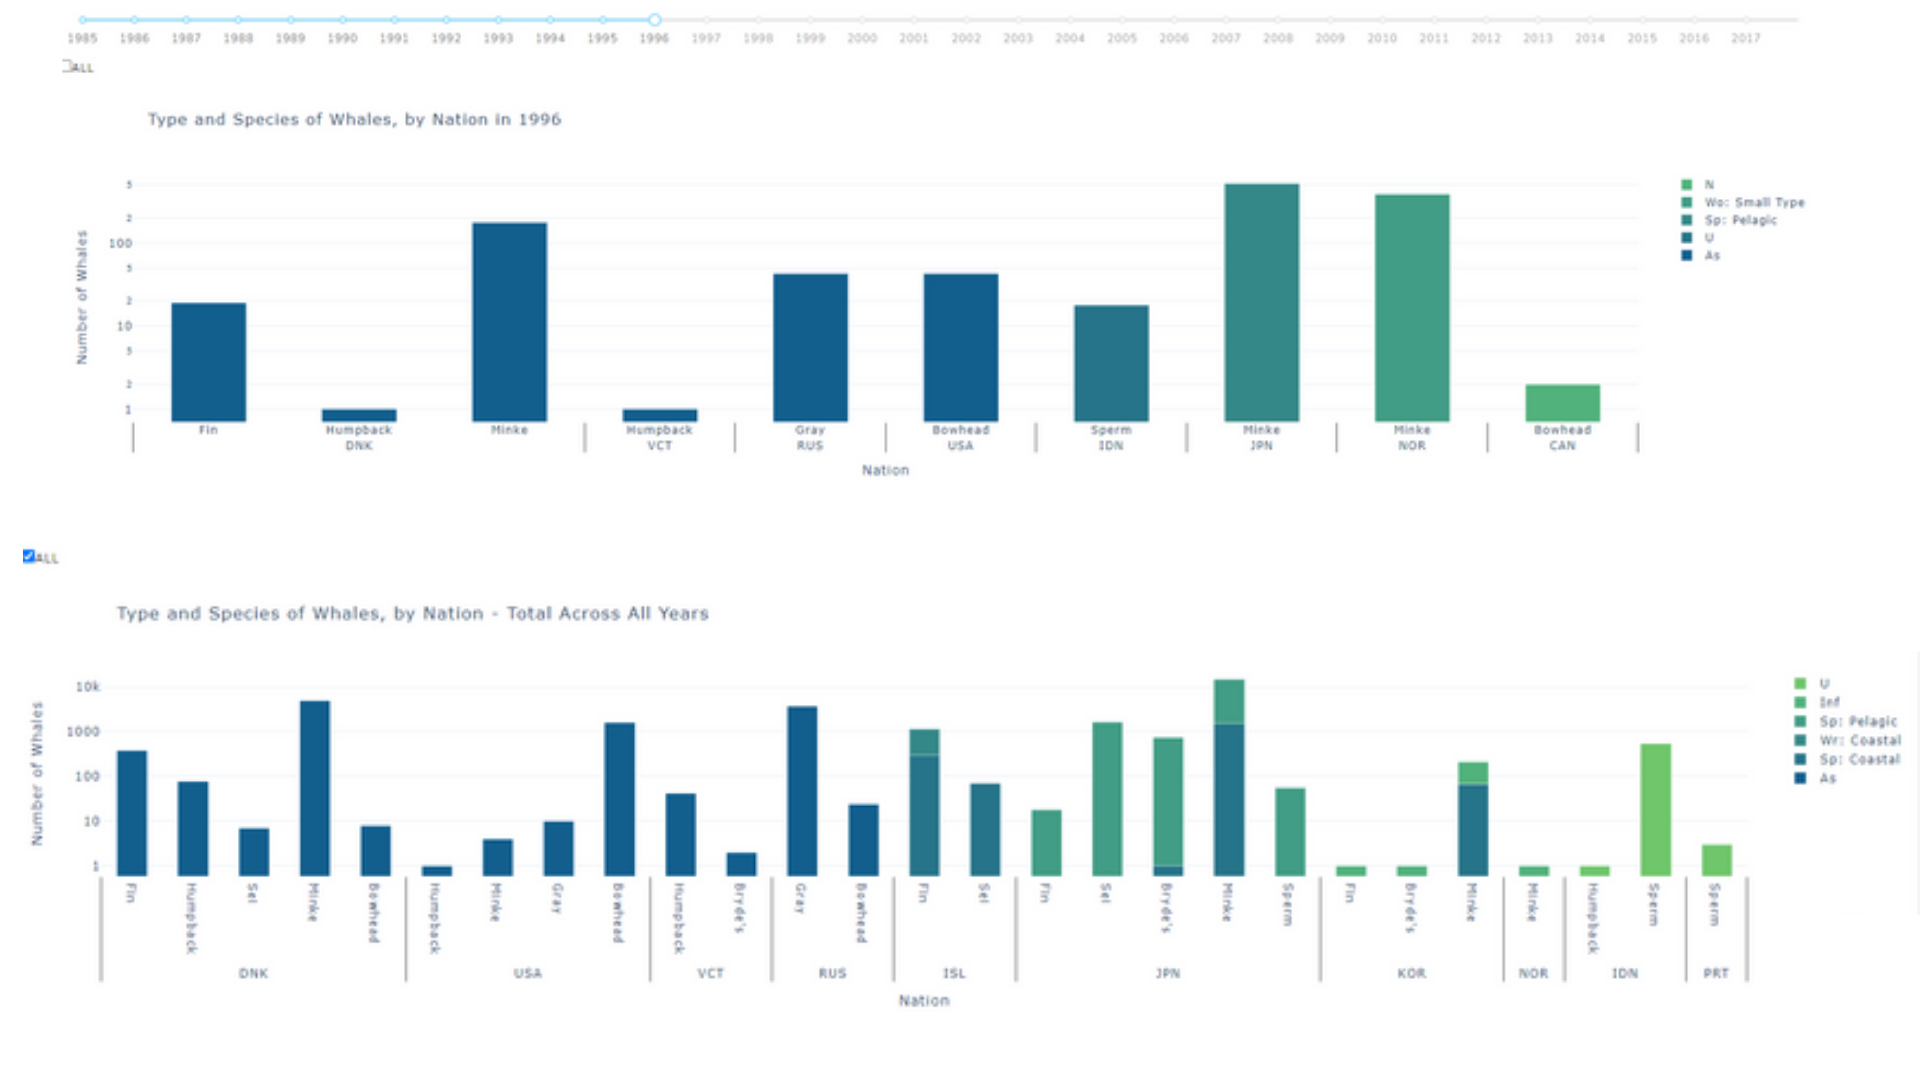 1985 1986 1987 1988 1989 1990 1991 1992 1993 1994 1995 1996 1997 1998 1999 2000 2001 2002 2003 2004 2005 2006 2007 2008 2009 2010 2011 2012 2013 2014 2015 2016 2017
ALL
Type and Species of Whales, by Nation in 1996
Number of Whales
5
2
100
5
2
10
5
2
1
Fin Humpback Minke Humpback Gray Bowhead Sperm Minke Minke Bowhead
DNK VCT RUS USA IDN JPN NOR CAN
Nation
N
Wo: Small Type
Sp: Pelagic
U
As
ALL
Type and Species of Whales, by Nation - Total Across All Years
Number of Whales
10k
1000
100
10
1
Fin Humpback Sei Minke Bowhead Humpback Minke Gray Bowhead Humpback Bryde's Gray Bowhead Fin Sei Fin Sei Bryde's Minke Sperm Fin Bryde's Minke Minke Humpback Sperm Sperm
DNK USA VCT RUS ISL JPN KOR NOR IDN PRT
Nation
U
Inf
Sp: Pelagic
Wr: Coastal
Sp: Coastal
As